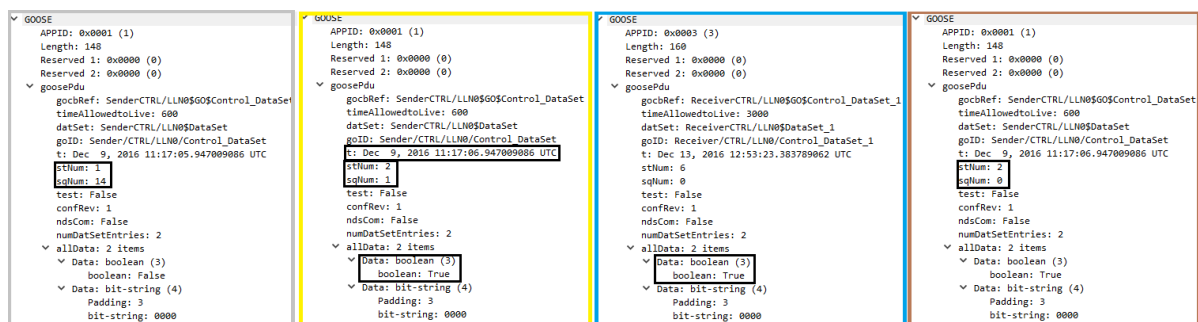 GOOSE
APPID: 0x0001 (1)
Length: 148
Reserved 1: 0x0000 (0)
Reserved 2: 0x0000 (0)
goosePdu
gocbRef: SenderCTRL/LLN0$GO$Control_DataSet
timeAllowedtoLive: 600
datSet: SenderCTRL/LLN0$DataSet
goID: Sender/CTRL/LLN0/Control_DataSet
t: Dec 9, 2016 11:17:05.947009086 UTC
stNum: 1
sqNum: 14
test: False
confRev: 1
ndsCom: False
numDatSetEntries: 2
allData: 2 items
Data: boolean (3)
boolean: False
Data: bit-string (4)
Padding: 3
bit-string: 0000
GOOSE
APPID: 0x0001 (1)
Length: 148
Reserved 1: 0x0000 (0)
Reserved 2: 0x0000 (0)
goosePdu
gocbRef: SenderCTRL/LLN0$GO$Control_DataSet
timeAllowedtoLive: 600
datSet: SenderCTRL/LLN0$DataSet
goID: Sender/CTRL/LLN0/Control_DataSet
t: Dec 9, 2016 11:17:06.947009086 UTC
stNum: 2
sqNum: 1
test: False
confRev: 1
ndsCom: False
numDatSetEntries: 2
allData: 2 items
Data: boolean (3)
boolean: True
Data: bit-string (4)
Padding: 3
bit-string: 0000
GOOSE
APPID: 0x0003 (3)
Length: 160
Reserved 1: 0x0000 (0)
Reserved 2: 0x0000 (0)
goosePdu
gocbRef: ReceiverCTRL/LLN0$GO$Control_DataSet_1
timeAllowedtoLive: 3000
datSet: ReceiverCTRL/LLN0$DataSet_1
goID: Receiver/CTRL/LLN0/Control_DataSet_1
t: Dec 13, 2016 12:53:23.383789062 UTC
stNum: 6
sqNum: 0
test: False
confRev: 1
ndsCom: False
numDatSetEntries: 2
allData: 2 items
Data: boolean (3)
boolean: True
Data: bit-string (4)
Padding: 3
bit-string: 0000
GOOSE
APPID: 0x0001 (1)
Length: 148
Reserved 1: 0x0000 (0)
Reserved 2: 0x0000 (0)
goosePdu
gocbRef: SenderCTRL/LLN0$GO$Control_DataSet
timeAllowedtoLive: 600
datSet: SenderCTRL/LLN0$DataSet
goID: Sender/CTRL/LLN0/Control_DataSet
t: Dec 9, 2016 11:17:06.947009086 UTC
stNum: 2
sqNum: 0
test: False
confRev: 1
ndsCom: False
numDatSetEntries: 2
allData: 2 items
Data: boolean (3)
boolean: True
Data: bit-string (4)
Padding: 3
bit-string: 0000